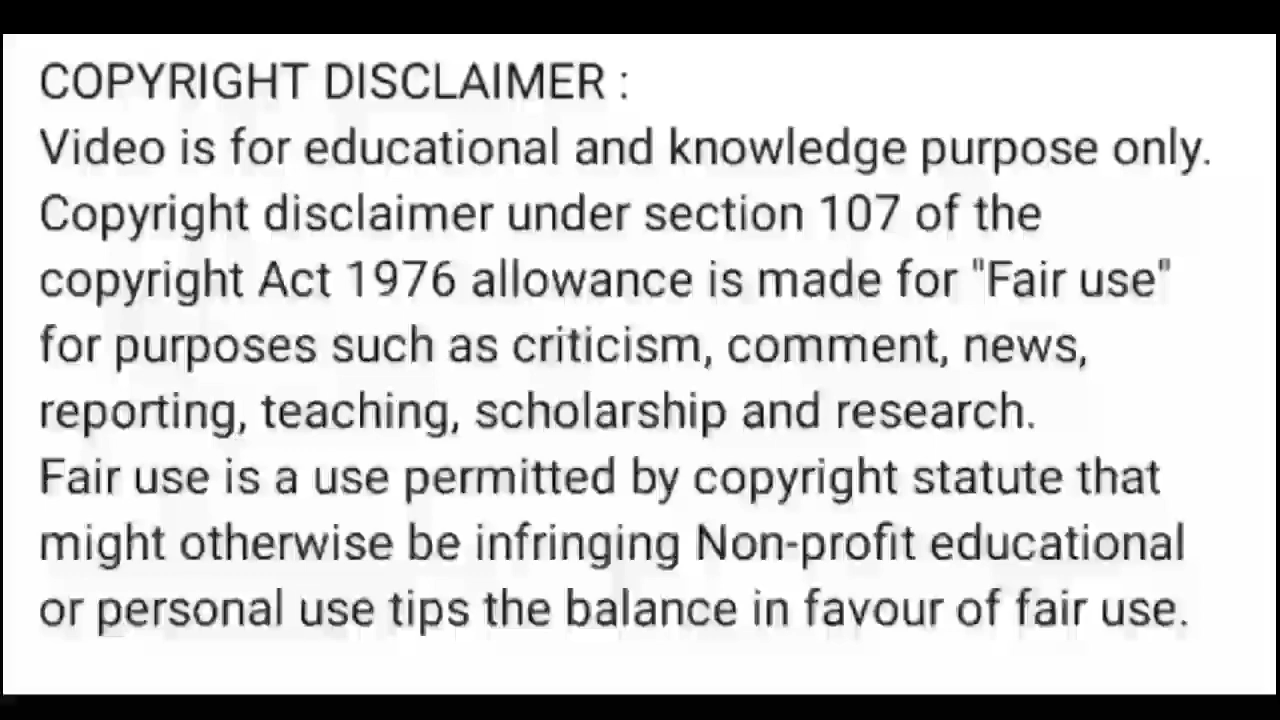 COPYRIGHT DISCLAIMER :
Video is for educational and knowledge purpose only.
Copyright disclaimer under section 107 of the
copyright Act 1976 allowance is made for "Fair use"
for purposes such as criticism, comment, news,
reporting, teaching, scholarship and research.
Fair use is a use permitted by copyright statute that
might otherwise be infringing Non-profit educational
or personal use tips the balance in favour of fair use.